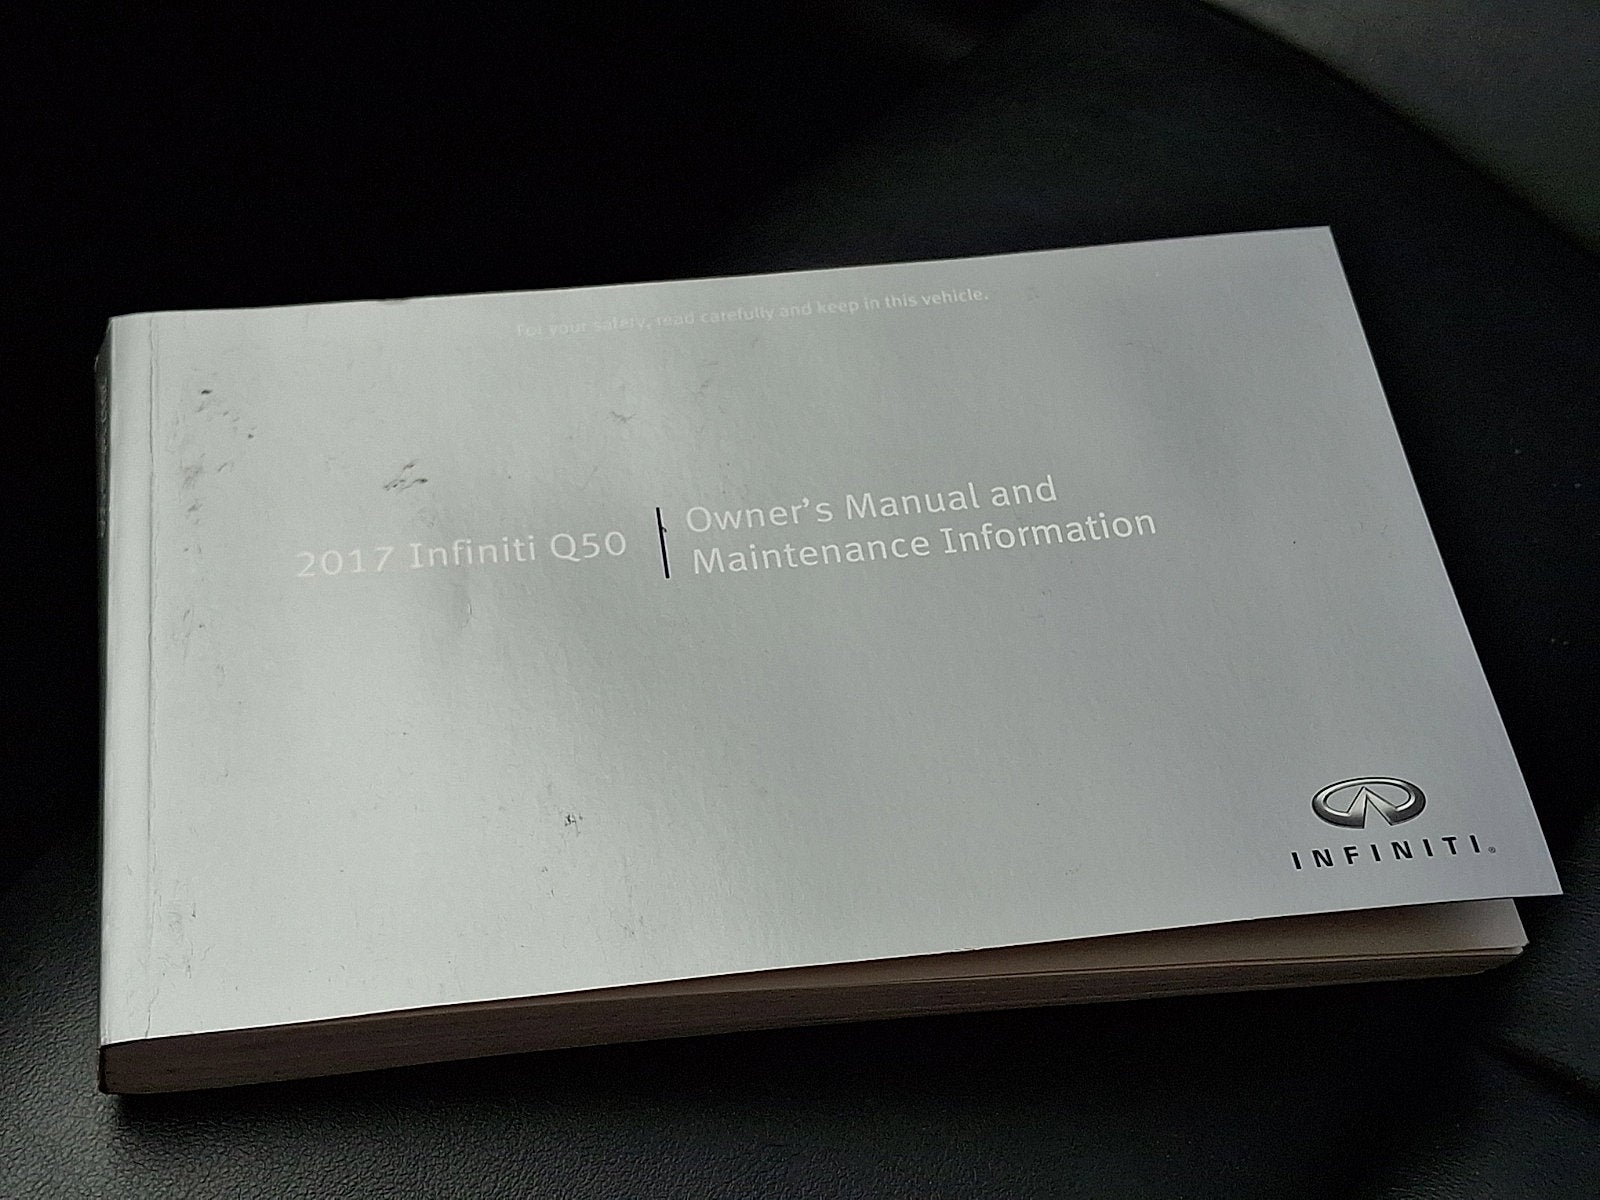 For your safety, read carefully and keep in this vehicle.
2017 Infiniti Q50
Owner's Manual and
Maintenance Information
INFINITI®